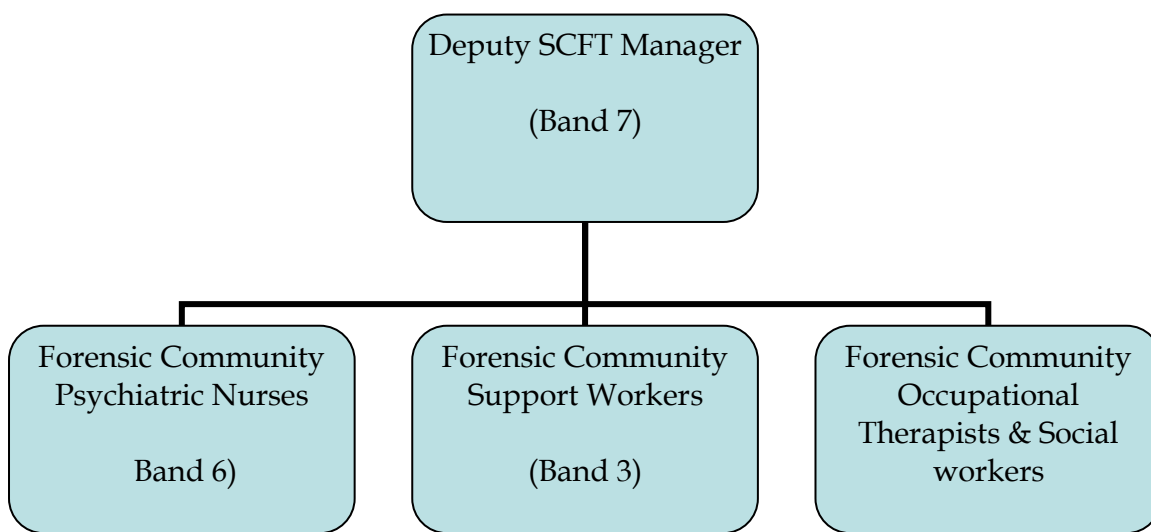 Deputy SCFT Manager
(Band 7)
Forensic Community
Psychiatric Nurses
Band 6)
Forensic Community
Support Workers
(Band 3)
Forensic Community
Occupational
Therapists & Social
workers